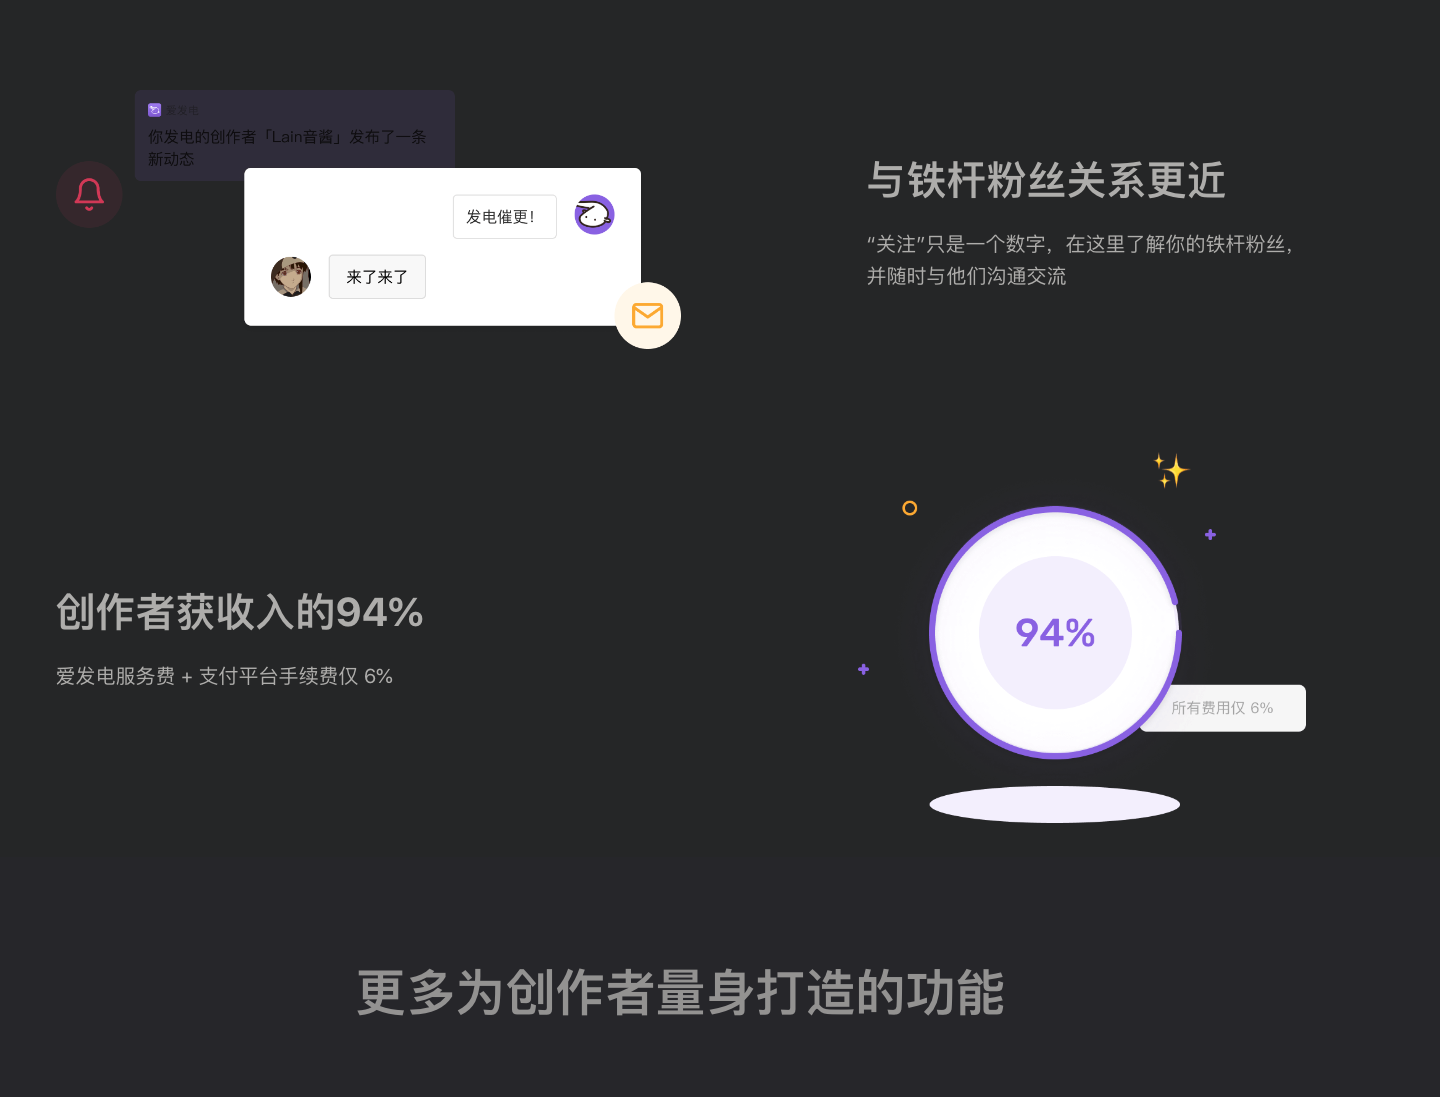 爱发电
你发电的创作者「Lain音酱」发布了一条
新动态
发电催更！
来了来了
与铁杆粉丝关系更近
“关注”只是一个数字，在这里了解你的铁杆粉丝，
并随时与他们沟通交流
创作者获收入的94%
爱发电服务费 + 支付平台手续费仅 6%
94%
所有费用仅 6%
更多为创作者量身打造的功能